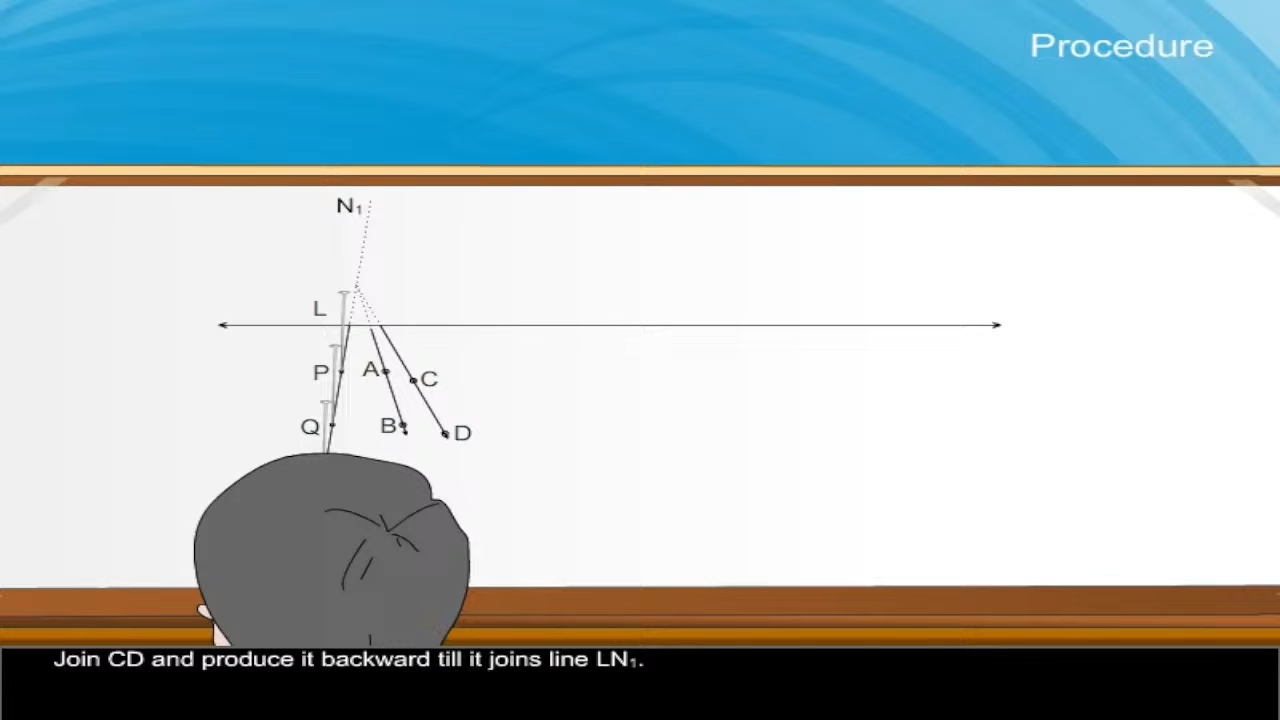 Procedure
N₁
L
P A C
Q B D
Join CD and produce it backward till it joins line LN₁.